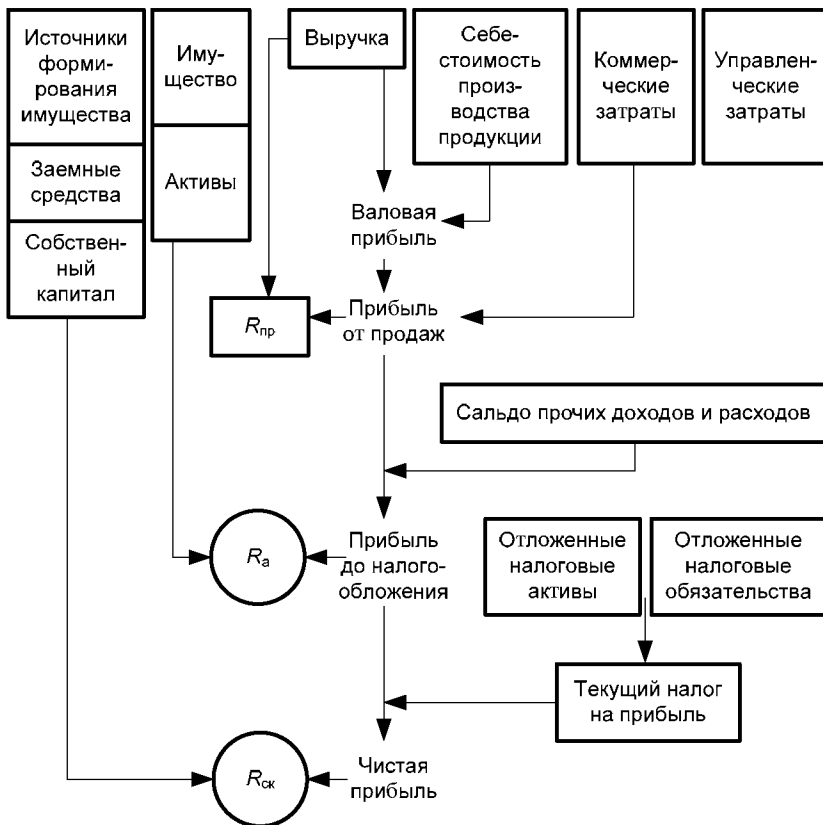 Источники
форми-
рования
имущества
Заемные
средства
Собствен-
ный
капитал
Иму-
щество
Активы
Выручка
Себе-
стоимость
произ-
водства
продукции
Коммер-
ческие
затраты
Управлен-
ческие
затраты
Валовая
прибыль
Rпр
Прибыль
от продаж
Сальдо прочих доходов и расходов
Rа
Прибыль
до налого-
обложения
Отложенные
налоговые
активы
Отложенные
налоговые
обязательства
Текущий налог
на прибыль
Rск
Чистая
прибыль